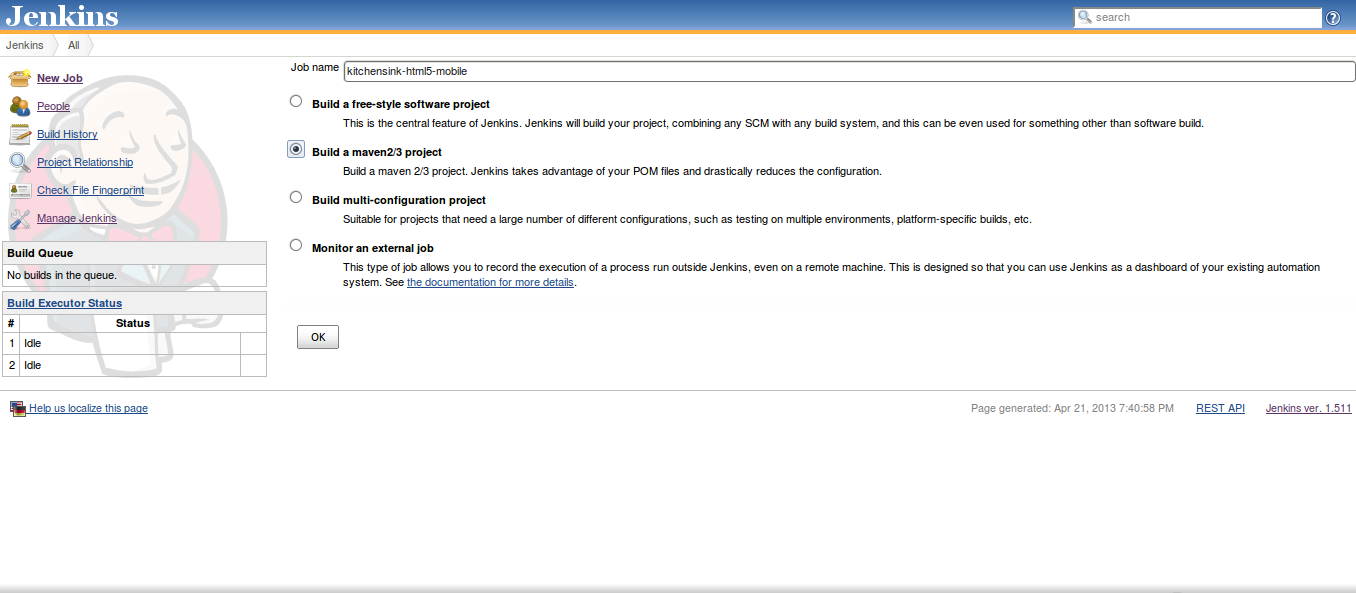 Jenkins
search
Jenkins
All
New Job
People
Build History
Project Relationship
Check File Fingerprint
Manage Jenkins
Build Queue
No builds in the queue.
Build Executor Status
# Status
1 Idle
2 Idle
Job name kitchensink-html5-mobile
Build a free-style software project
This is the central feature of Jenkins. Jenkins will build your project, combining any SCM with any build system, and this can be even used for something other than software build.
Build a maven2/3 project
Build a maven 2/3 project. Jenkins takes advantage of your POM files and drastically reduces the configuration.
Build multi-configuration project
Suitable for projects that need a large number of different configurations, such as testing on multiple environments, platform-specific builds, etc.
Monitor an external job
This type of job allows you to record the execution of a process run outside Jenkins, even on a remote machine. This is designed so that you can use Jenkins as a dashboard of your existing automation
system. See the documentation for more details.
OK
Help us localize this page
Page generated: Apr 21, 2013 7:40:58 PM REST API Jenkins ver. 1.511